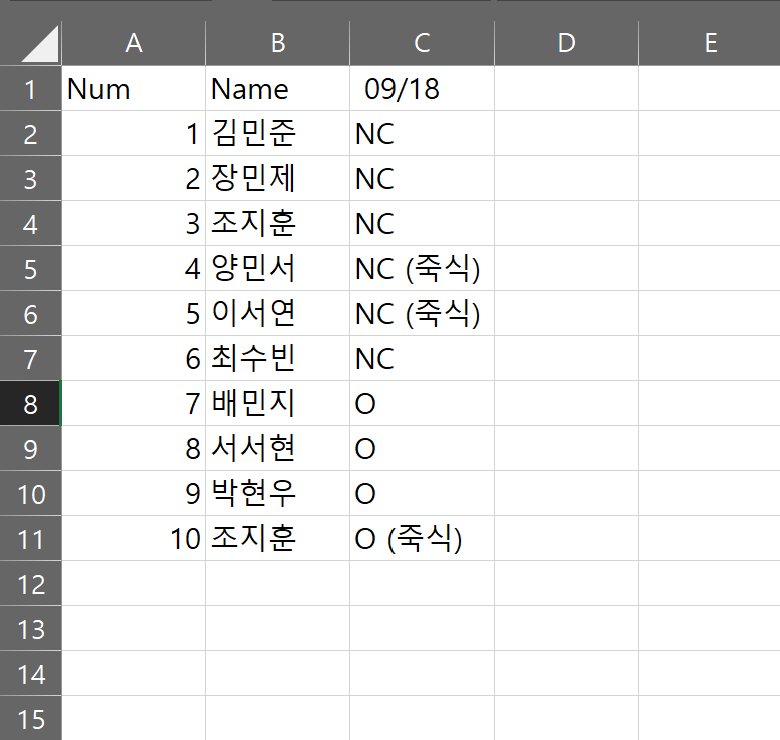 A B C D E
1 Num Name 09/18
2 1 김민준 NC
3 2 장민제 NC
4 3 조지훈 NC
5 4 양민서 NC (죽식)
6 5 이서연 NC (죽식)
7 6 최수빈 NC
8 7 배민지 O
9 8 서서현 O
10 9 박현우 O
11 10 조지훈 O (죽식)
12
13
14
15